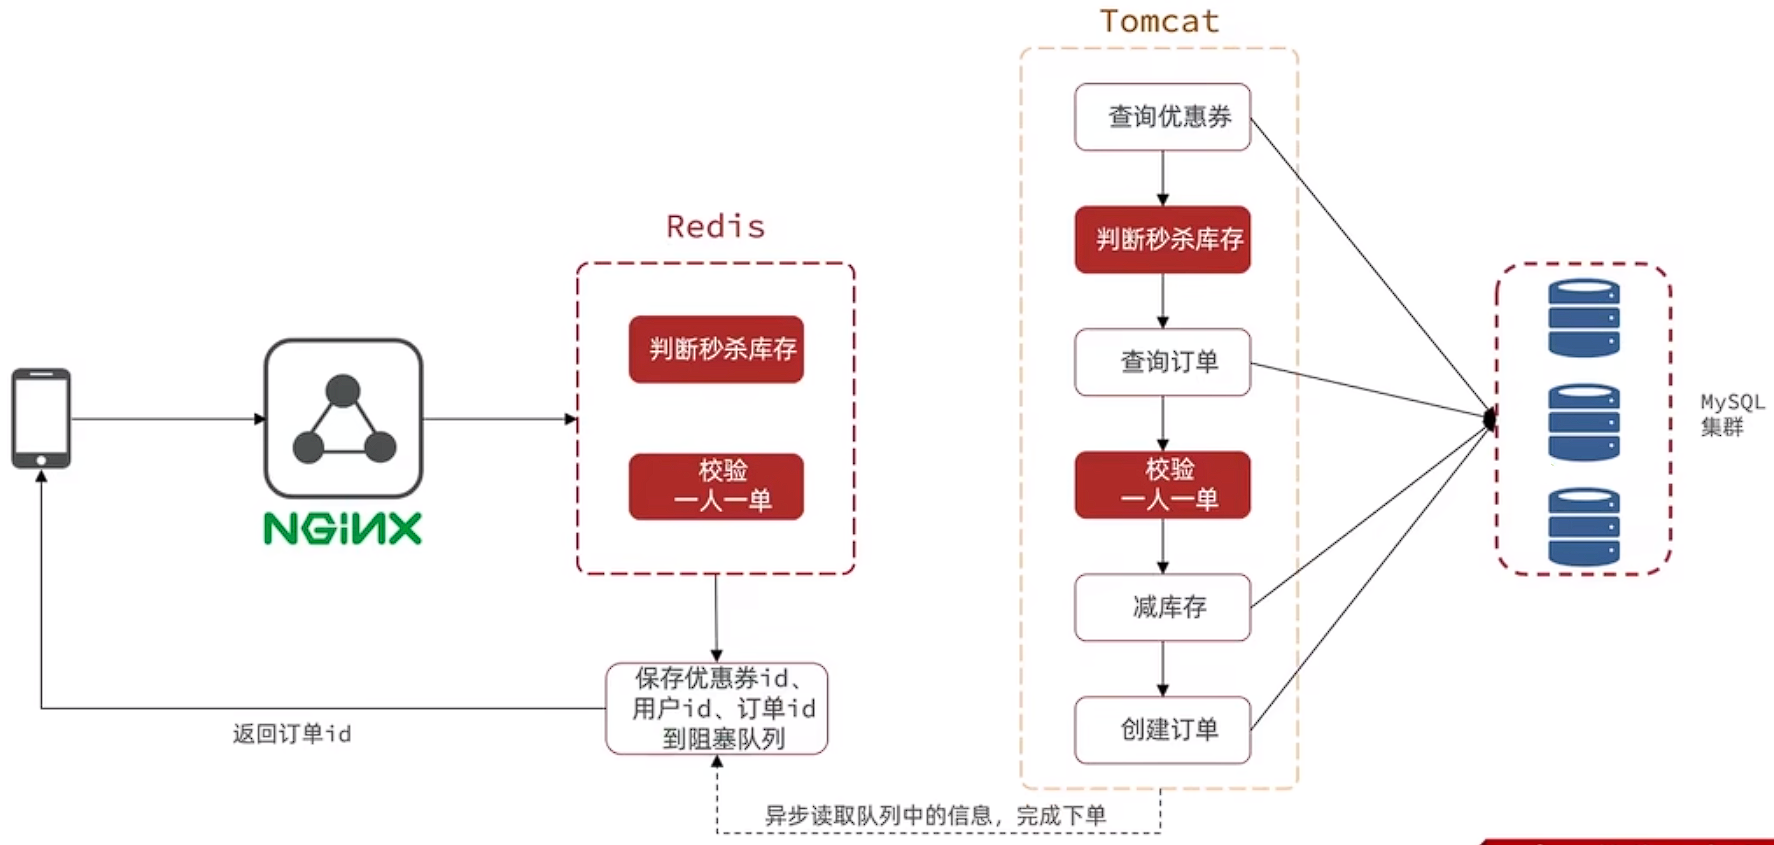 Tomcat
查询优惠券
判断秒杀库存
查询订单
校验
一人一单
减库存
创建订单
Redis
判断秒杀库存
校验
一人一单
NGiNX
MySQL
集群
保存优惠券id、
用户id、订单id
到阻塞队列
返回订单id
异步读取队列中的信息，完成下单